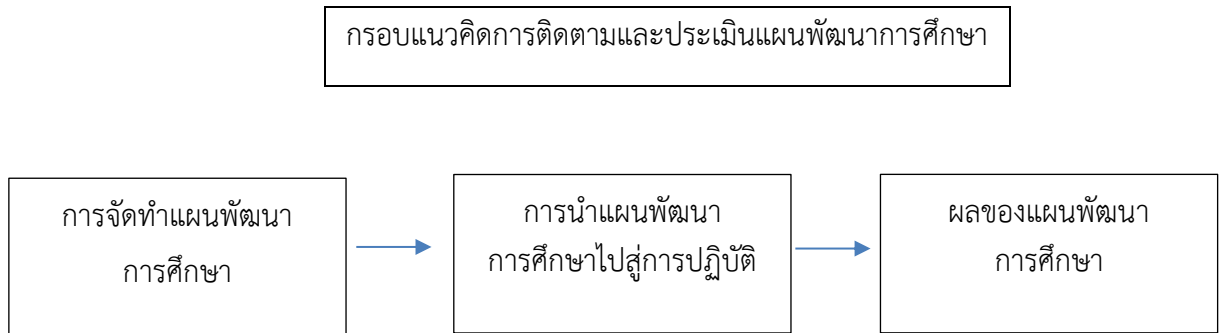 กรอบแนวคิดการติดตามและประเมินแผนพัฒนาการศึกษา
การจัดทำแผนพัฒนา
การศึกษา
การนำแผนพัฒนา
การศึกษาไปสู่การปฏิบัติ
ผลของแผนพัฒนา
การศึกษา